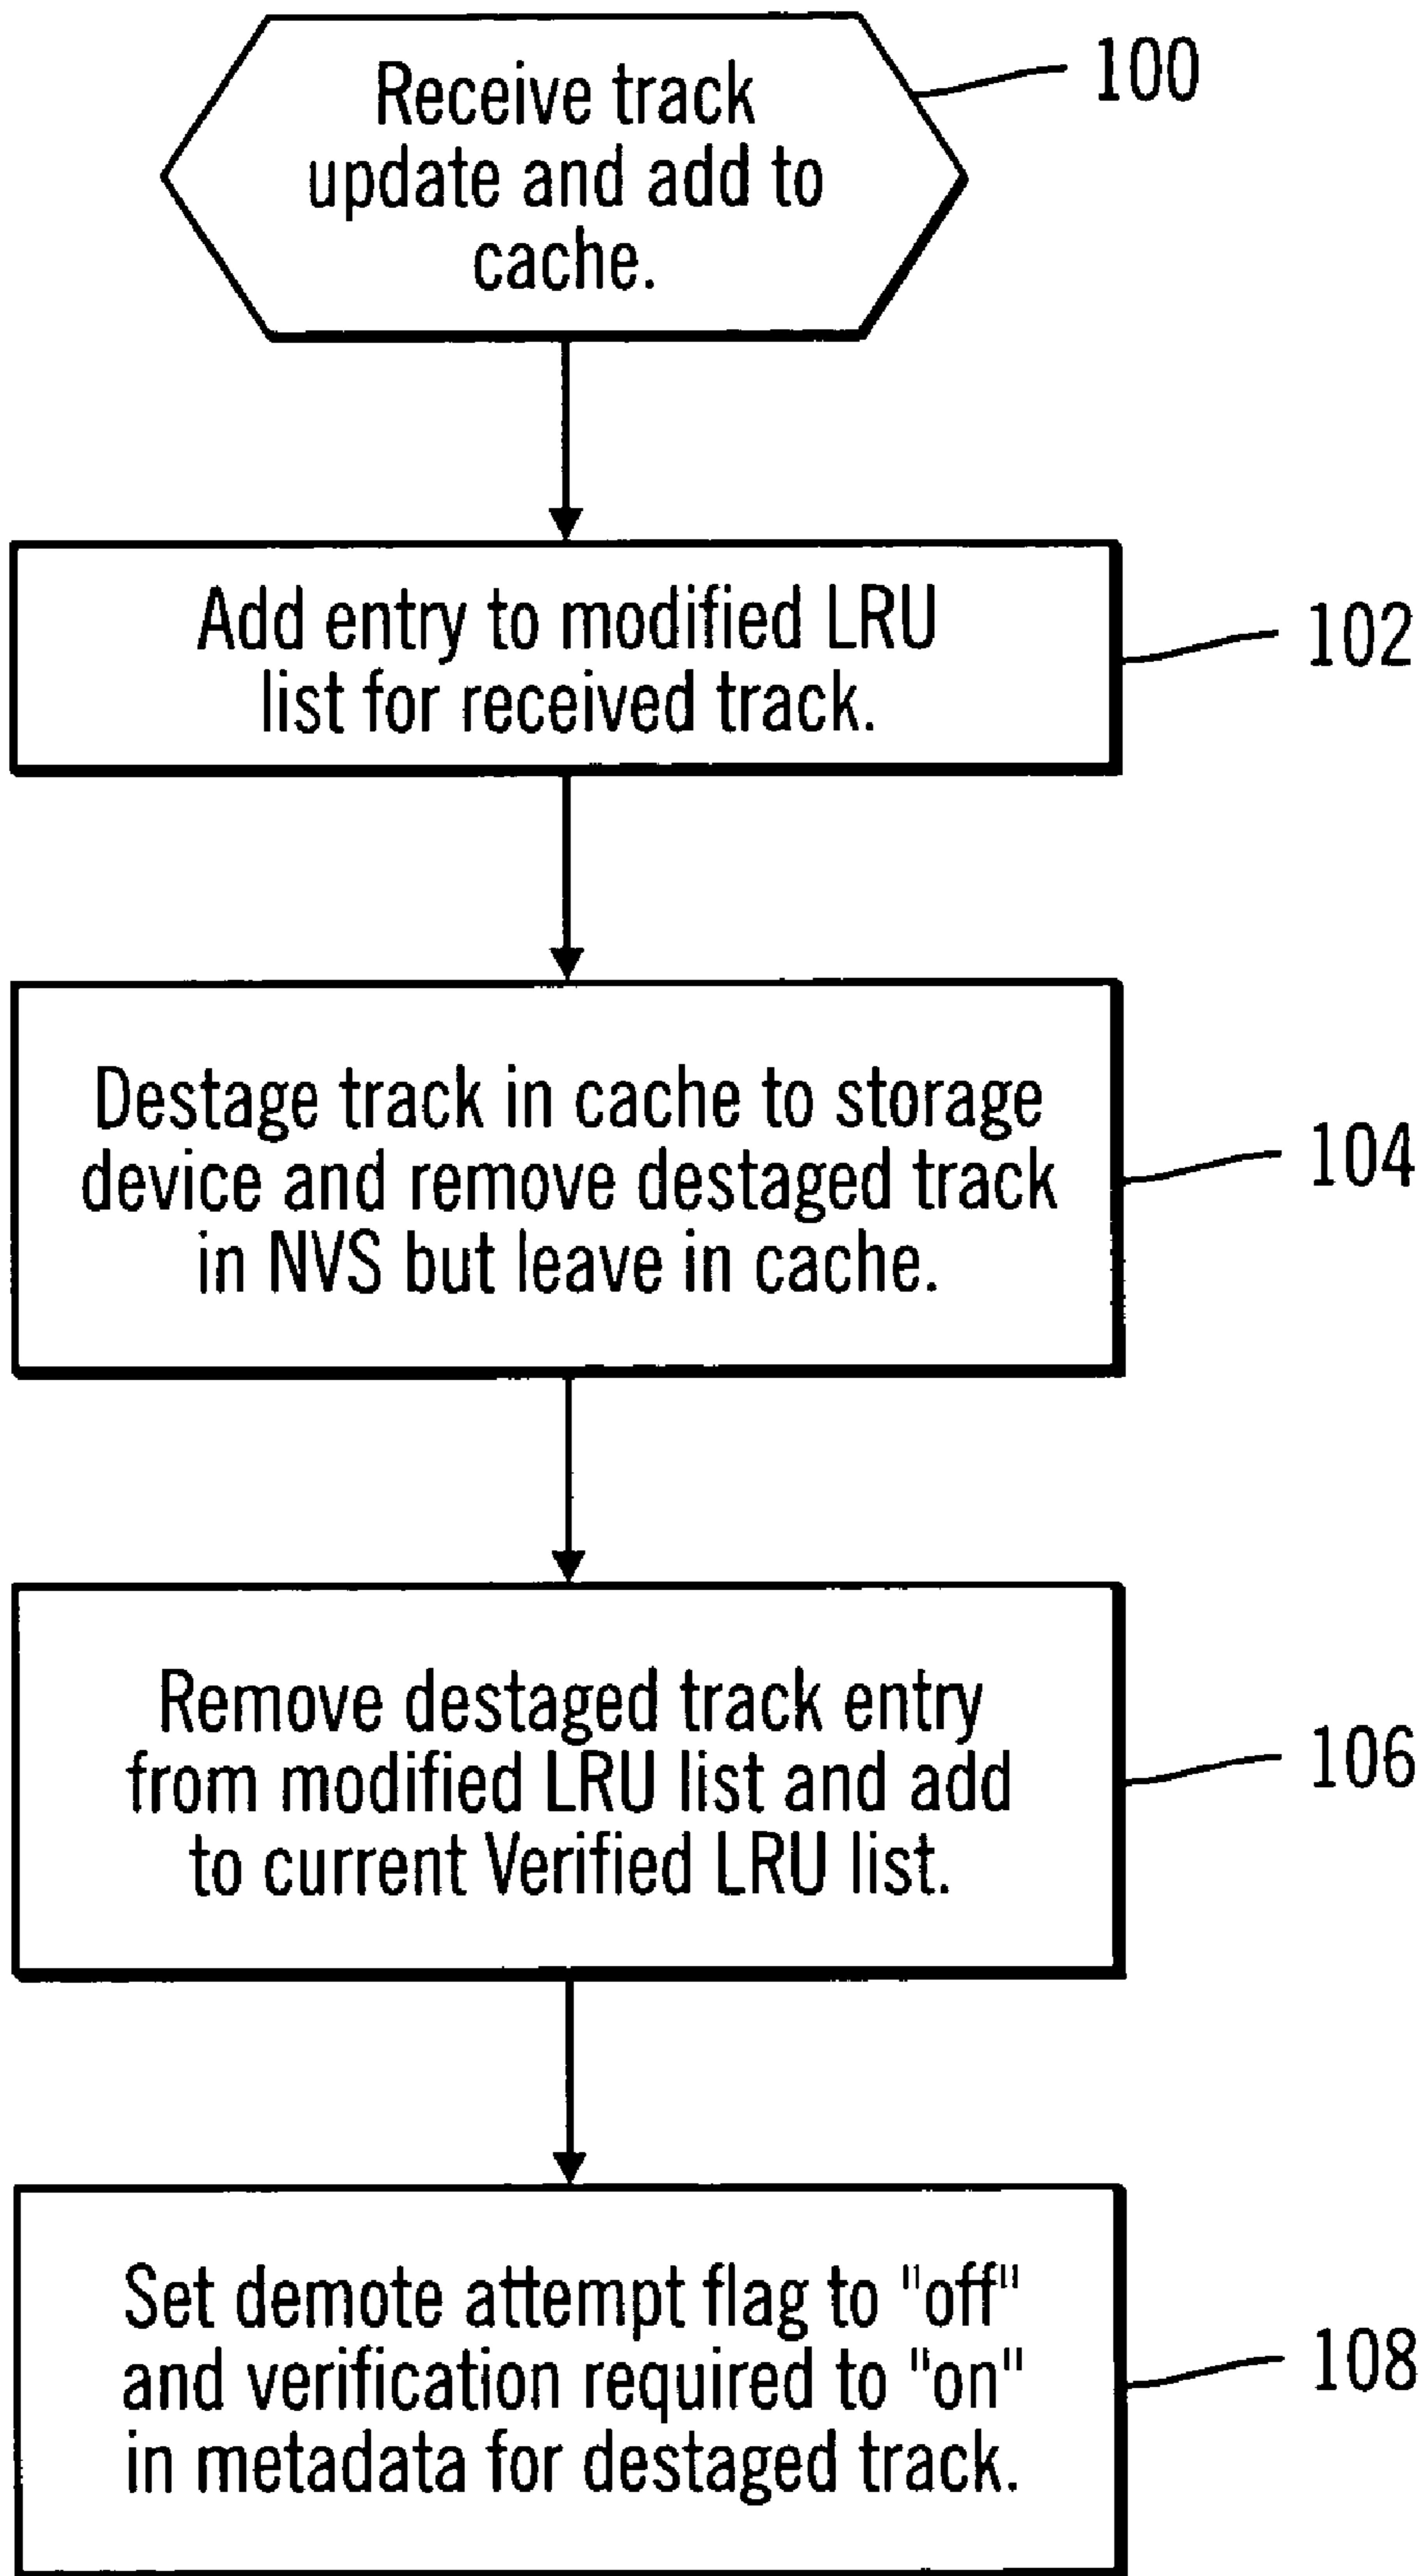 Receive track
update and add to
cache.
100
Add entry to modified LRU
list for received track.
102
Destage track in cache to storage
device and remove destaged track
in NVS but leave in cache.
104
Remove destaged track entry
from modified LRU list and add
to current Verified LRU list.
106
Set demote attempt flag to "off"
and verification required to "on"
in metadata for destaged track.
108